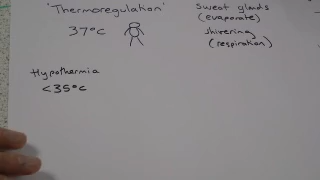 'Thermoregulation'
37°C
Sweat glands
(evaporate)
shivering
(respiration)
Hypothermia
<35°C